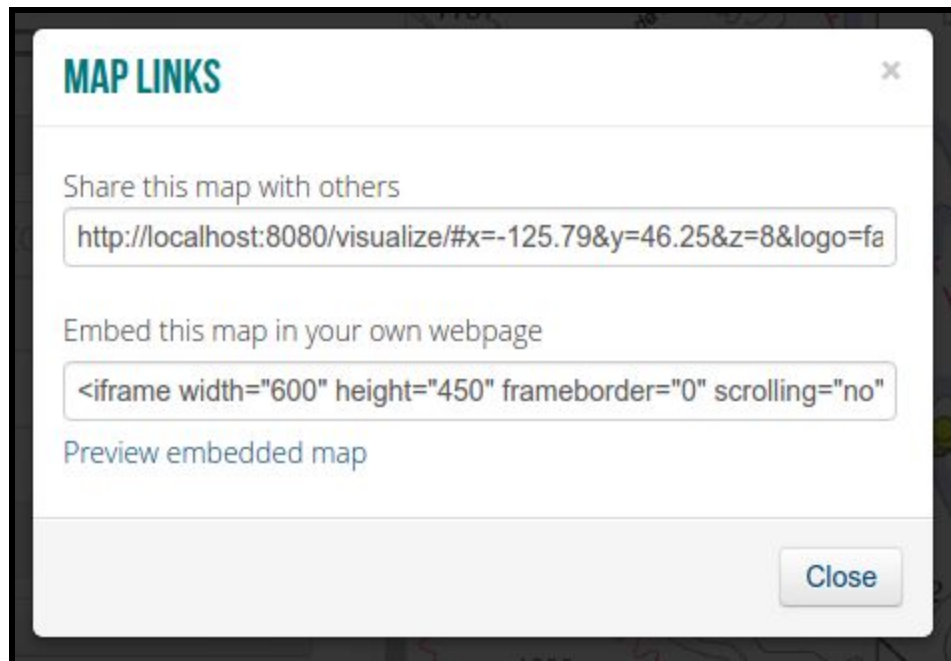 MAP LINKS
×
Share this map with others
http://localhost:8080/visualize/#x=-125.79&y=46.25&z=8&logo=fa
Embed this map in your own webpage
<iframe width="600" height="450" frameborder="0" scrolling="no"
Preview embedded map
Close